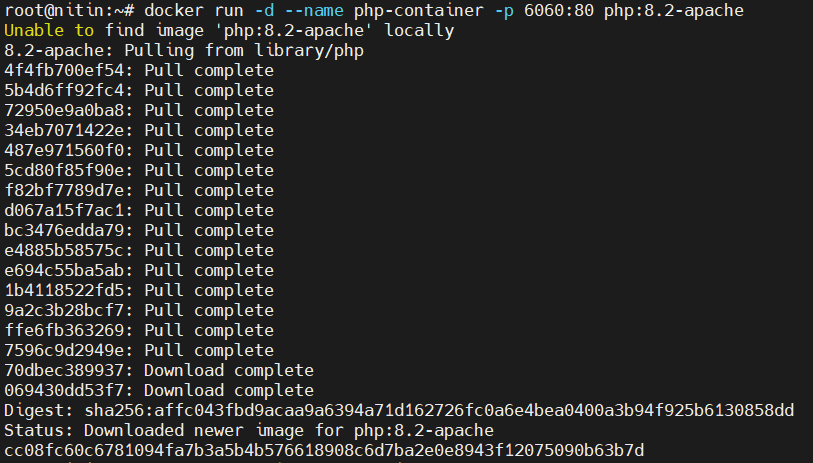 root@nitin:~# docker run -d --name php-container -p 6060:80 php:8.2-apache
Unable to find image 'php:8.2-apache' locally
8.2-apache: Pulling from library/php
4f4fb700ef54: Pull complete
5b4d6ff92fc4: Pull complete
72950e9a0ba8: Pull complete
34eb7071422e: Pull complete
487e971560f0: Pull complete
5cd80f85f90e: Pull complete
f82bf7789d7e: Pull complete
d067a15f7ac1: Pull complete
bc3476edda79: Pull complete
e4885b58575c: Pull complete
e694c55ba5ab: Pull complete
1b4118522fd5: Pull complete
9a2c3b28bcf7: Pull complete
ffe6fb363269: Pull complete
7596c9d2949e: Pull complete
70dbec389937: Download complete
069430dd53f7: Download complete
Digest: sha256:affc043fbd9acaa9a6394a71d162726fc0a6e4bea0400a3b94f925b6130858dd
Status: Downloaded newer image for php:8.2-apache
cc08fc60c6781094fa7b3a5b4b576618908c6d7ba2e0e8943f12075090b63b7d